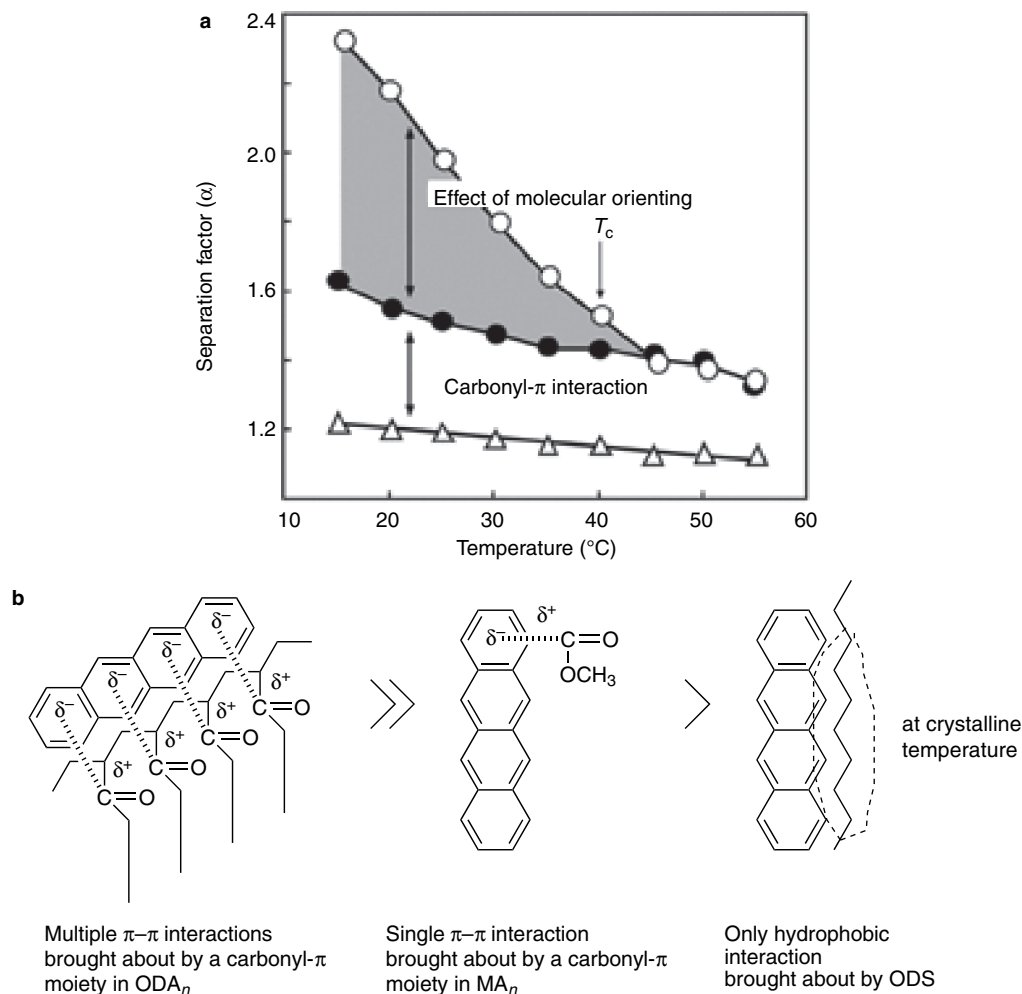 a
2.4
2.0
1.6
1.2
Separation factor (α)
Effect of molecular orienting
Tc
Carbonyl-π interaction
10
20
30
40
50
60
Temperature (°C)
b
δ− δ− δ− δ−
δ+ δ+ δ+ δ+
C=O
C=O
C=O
C=O
δ+
δ− C=O
OCH3
at crystalline
temperature
Multiple π–π interactions
brought about by a carbonyl-π
moiety in ODAn
Single π–π interaction
brought about by a carbonyl-π
moiety in MAn
Only hydrophobic
interaction
brought about by ODS